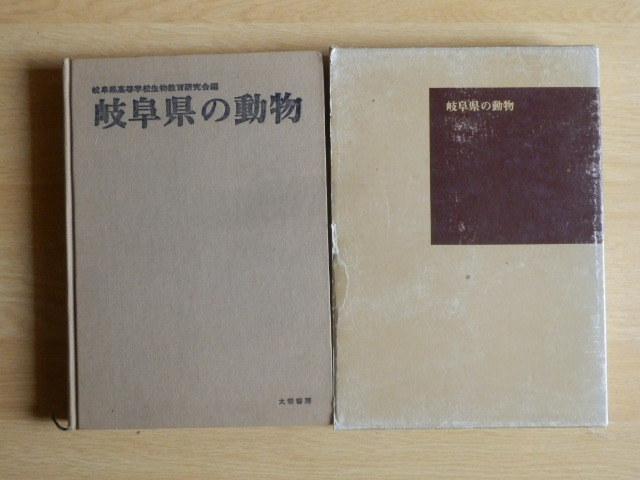 岐阜県高等学校生物教育研究会編
岐阜県の動物
大衆書房
岐阜県の動物